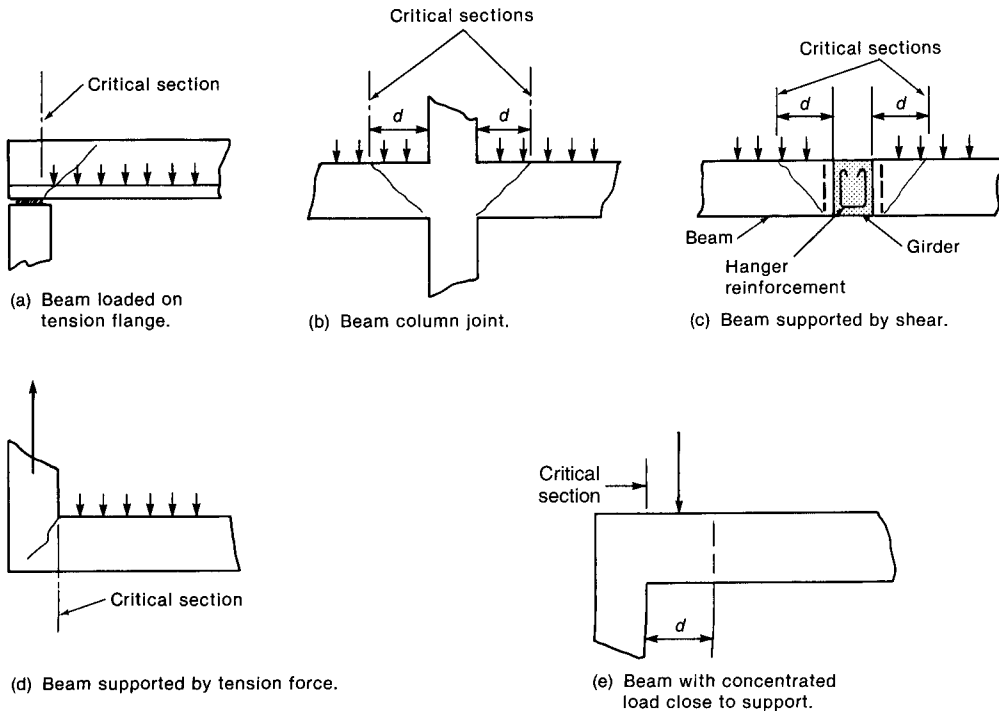 Critical section
(a) Beam loaded on
tension flange.
Critical sections
d
d
(b) Beam column joint.
Critical sections
d
d
Beam
Hanger
reinforcement
Girder
(c) Beam supported by shear.
Critical section
(d) Beam supported by tension force.
Critical
section
d
(e) Beam with concentrated
load close to support.